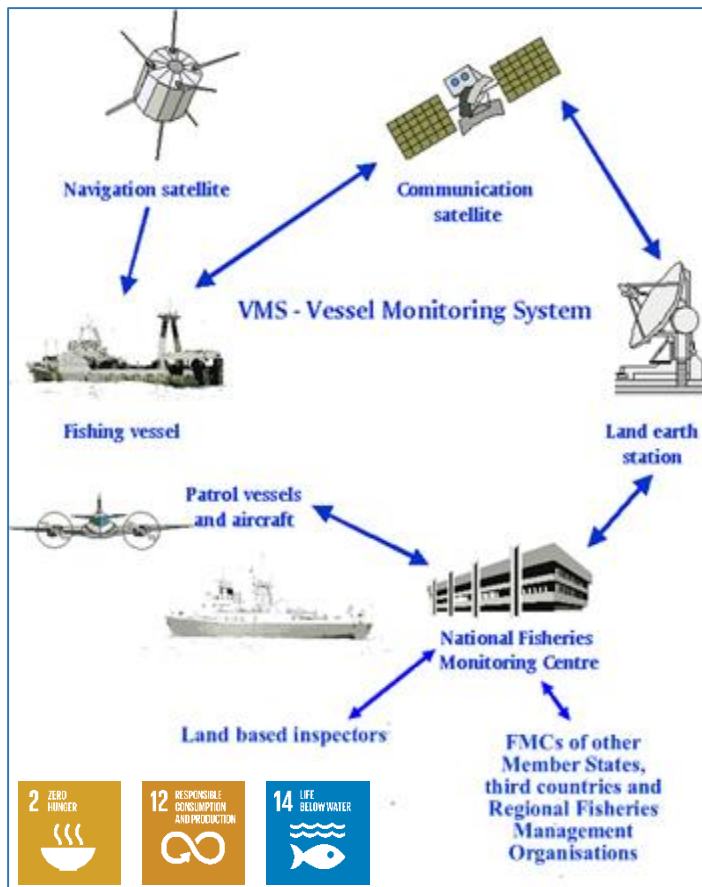 Navigation satellite
Communication
satellite
VMS - Vessel Monitoring System
Fishing vessel
Land earth
station
Patrol vessels
and aircraft
National Fisheries
Monitoring Centre
Land based inspectors
FMCs of other
Member States,
third countries and
Regional Fisheries
Management
Organisations
2 ZERO
HUNGER
12 RESPONSIBLE
CONSUMPTION
AND PRODUCTION
14 LIFE
BELOW WATER